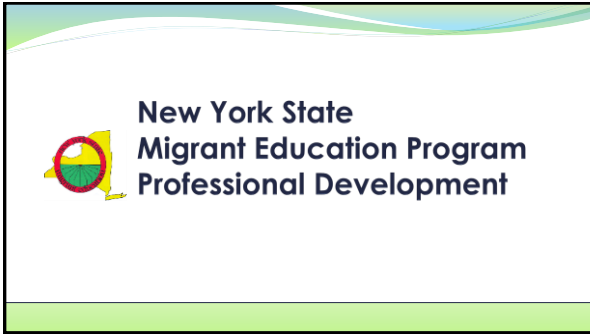 New York State
Migrant Education Program
Professional Development